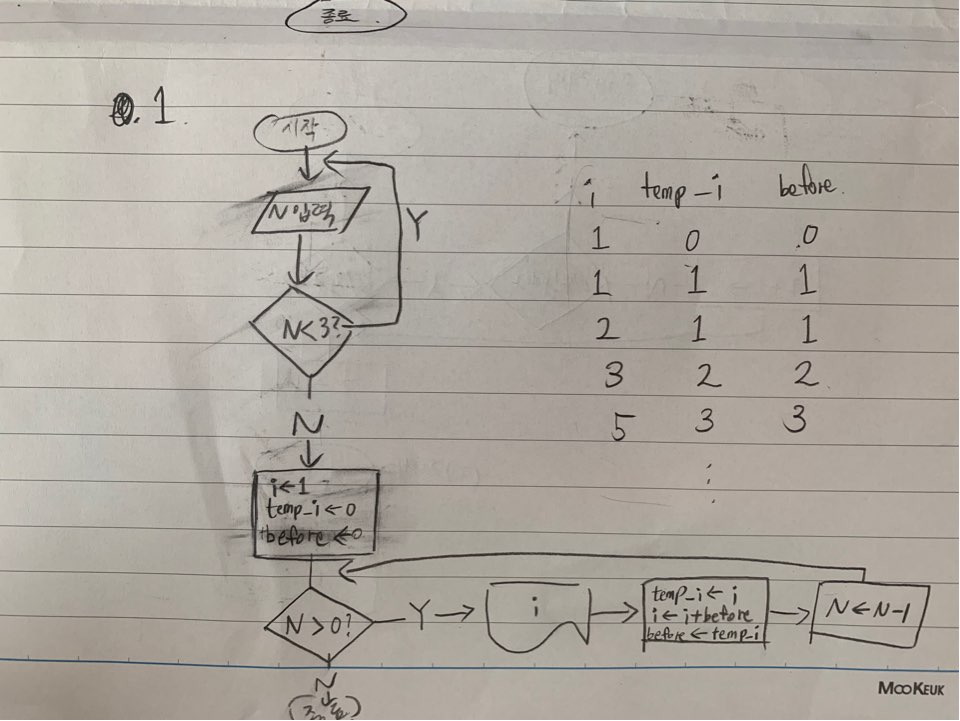 종료
Q. 1
시작
N입력
Y
N<3?
N
i←1
temp_i←0
before←0
N>0?
Y
i
temp_i←i
i←i+before
before←temp_i
N←N-1
N
종료
i temp_i before.
1 0 0
1 1 1
2 1 1
3 2 2
5 3 3
⋮
MOOKEUK